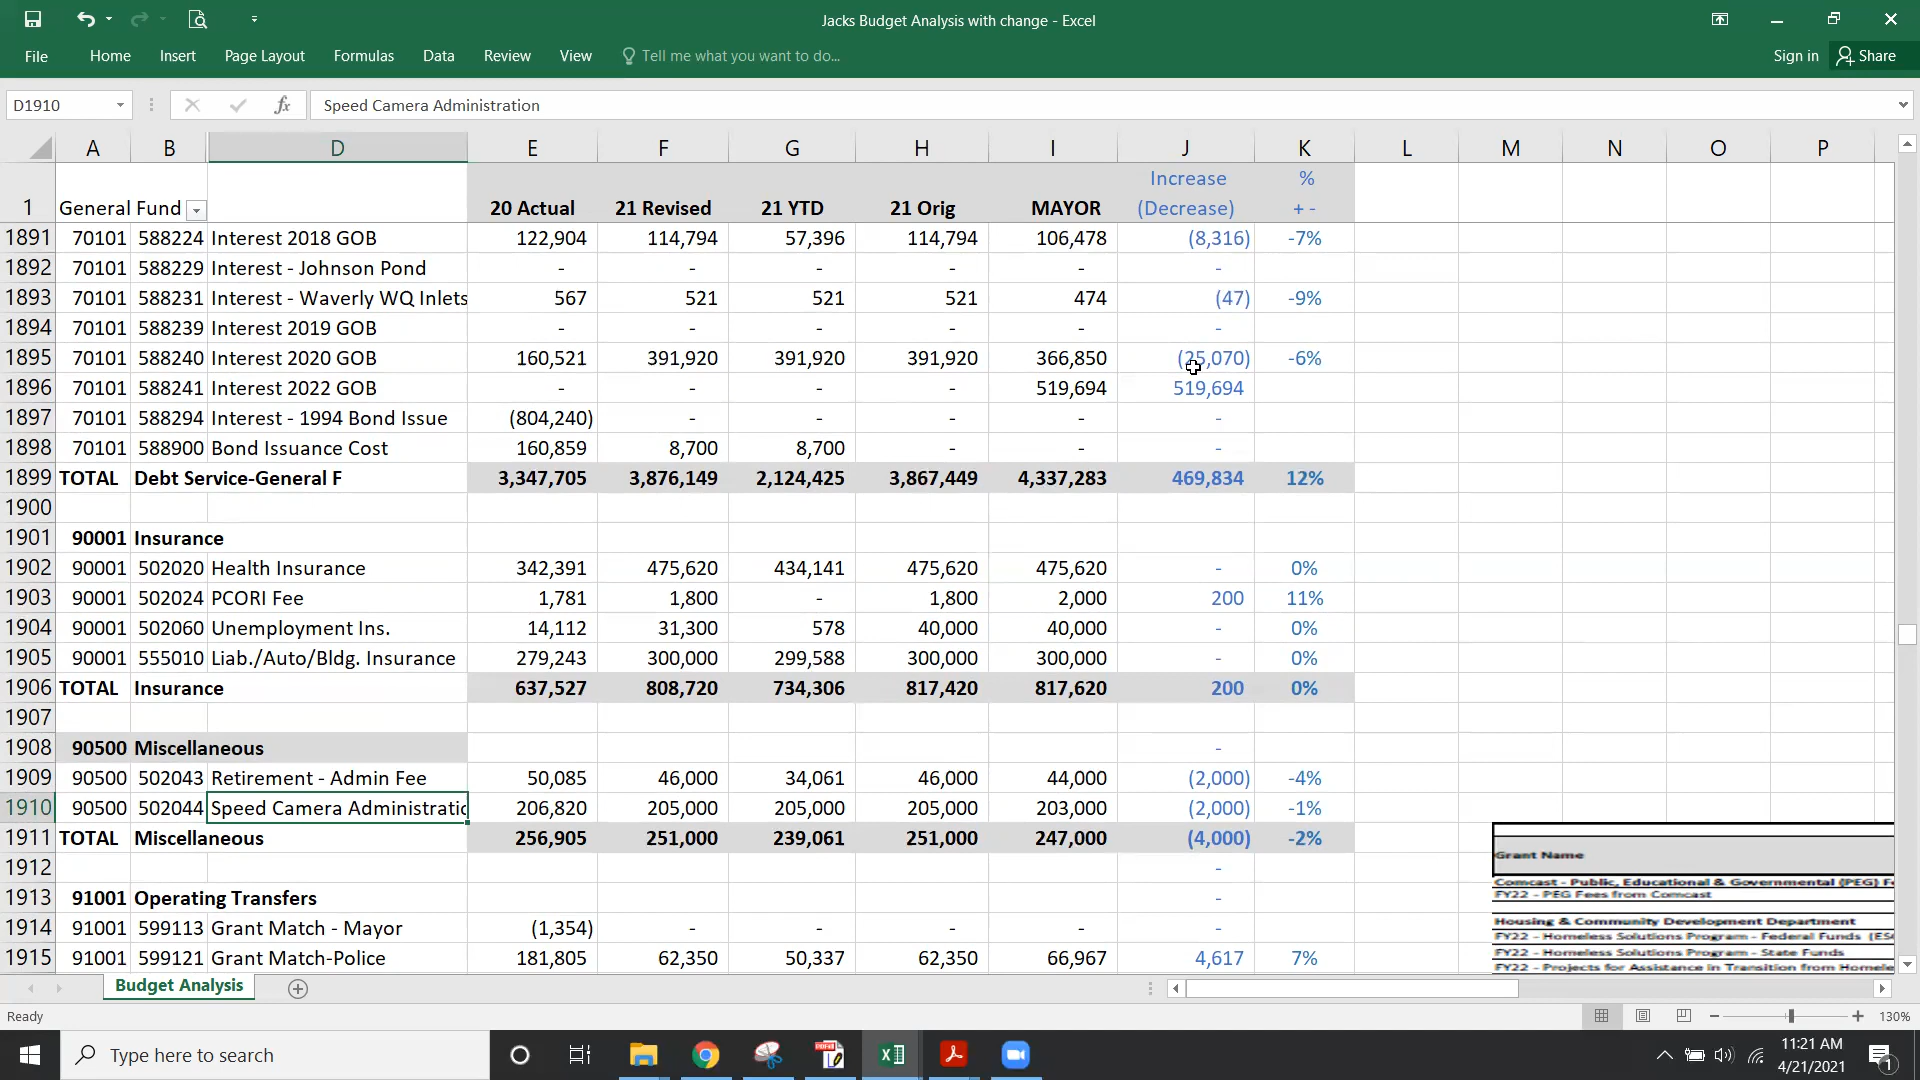 Jacks Budget Analysis with change - Excel
File Home Insert Page Layout Formulas Data Review View Tell me what you want to do... Sign in Share
D1910 fx Speed Camera Administration
A B D E F G H I J K L M N O P
Increase %
1 General Fund 20 Actual 21 Revised 21 YTD 21 Orig MAYOR (Decrease) + -
1891 70101 588224 Interest 2018 GOB 122,904 114,794 57,396 114,794 106,478 (8,316) -7%
1892 70101 588229 Interest - Johnson Pond - - - - - -
1893 70101 588231 Interest - Waverly WQ Inlets 567 521 521 521 474 (47) -9%
1894 70101 588239 Interest 2019 GOB - - - - - -
1895 70101 588240 Interest 2020 GOB 160,521 391,920 391,920 391,920 366,850 (25,070) -6%
1896 70101 588241 Interest 2022 GOB - - - - 519,694 519,694
1897 70101 588294 Interest - 1994 Bond Issue (804,240) - - - - -
1898 70101 588900 Bond Issuance Cost 160,859 8,700 8,700 - - -
1899 TOTAL Debt Service-General F 3,347,705 3,876,149 2,124,425 3,867,449 4,337,283 469,834 12%
1900
1901 90001 Insurance
1902 90001 502020 Health Insurance 342,391 475,620 434,141 475,620 475,620 - 0%
1903 90001 502024 PCORI Fee 1,781 1,800 - 1,800 2,000 200 11%
1904 90001 502060 Unemployment Ins. 14,112 31,300 578 40,000 40,000 - 0%
1905 90001 555010 Liab./Auto/Bldg. Insurance 279,243 300,000 299,588 300,000 300,000 - 0%
1906 TOTAL Insurance 637,527 808,720 734,306 817,420 817,620 200 0%
1907
1908 90500 Miscellaneous -
1909 90500 502043 Retirement - Admin Fee 50,085 46,000 34,061 46,000 44,000 (2,000) -4%
1910 90500 502044 Speed Camera Administratio 206,820 205,000 205,000 205,000 203,000 (2,000) -1%
1911 TOTAL Miscellaneous 256,905 251,000 239,061 251,000 247,000 (4,000) -2%
1912 -
1913 91001 Operating Transfers -
1914 91001 599113 Grant Match - Mayor (1,354) - - - - -
1915 91001 599121 Grant Match-Police 181,805 62,350 50,337 62,350 66,967 4,617 7%
Grant Name
Comcast - Public, Educational & Governmental (PEG) Fe
FY22 - PEG Fees from Comcast
Housing & Community Development Department
FY22 - Homeless Solutions Program - Federal Funds (ES
FY22 - Homeless Solutions Program - State Funds
FY22 - Projects for Assistance in Transition from Homele
Budget Analysis
Ready 130%
Type here to search
11:21 AM
4/21/2021
1